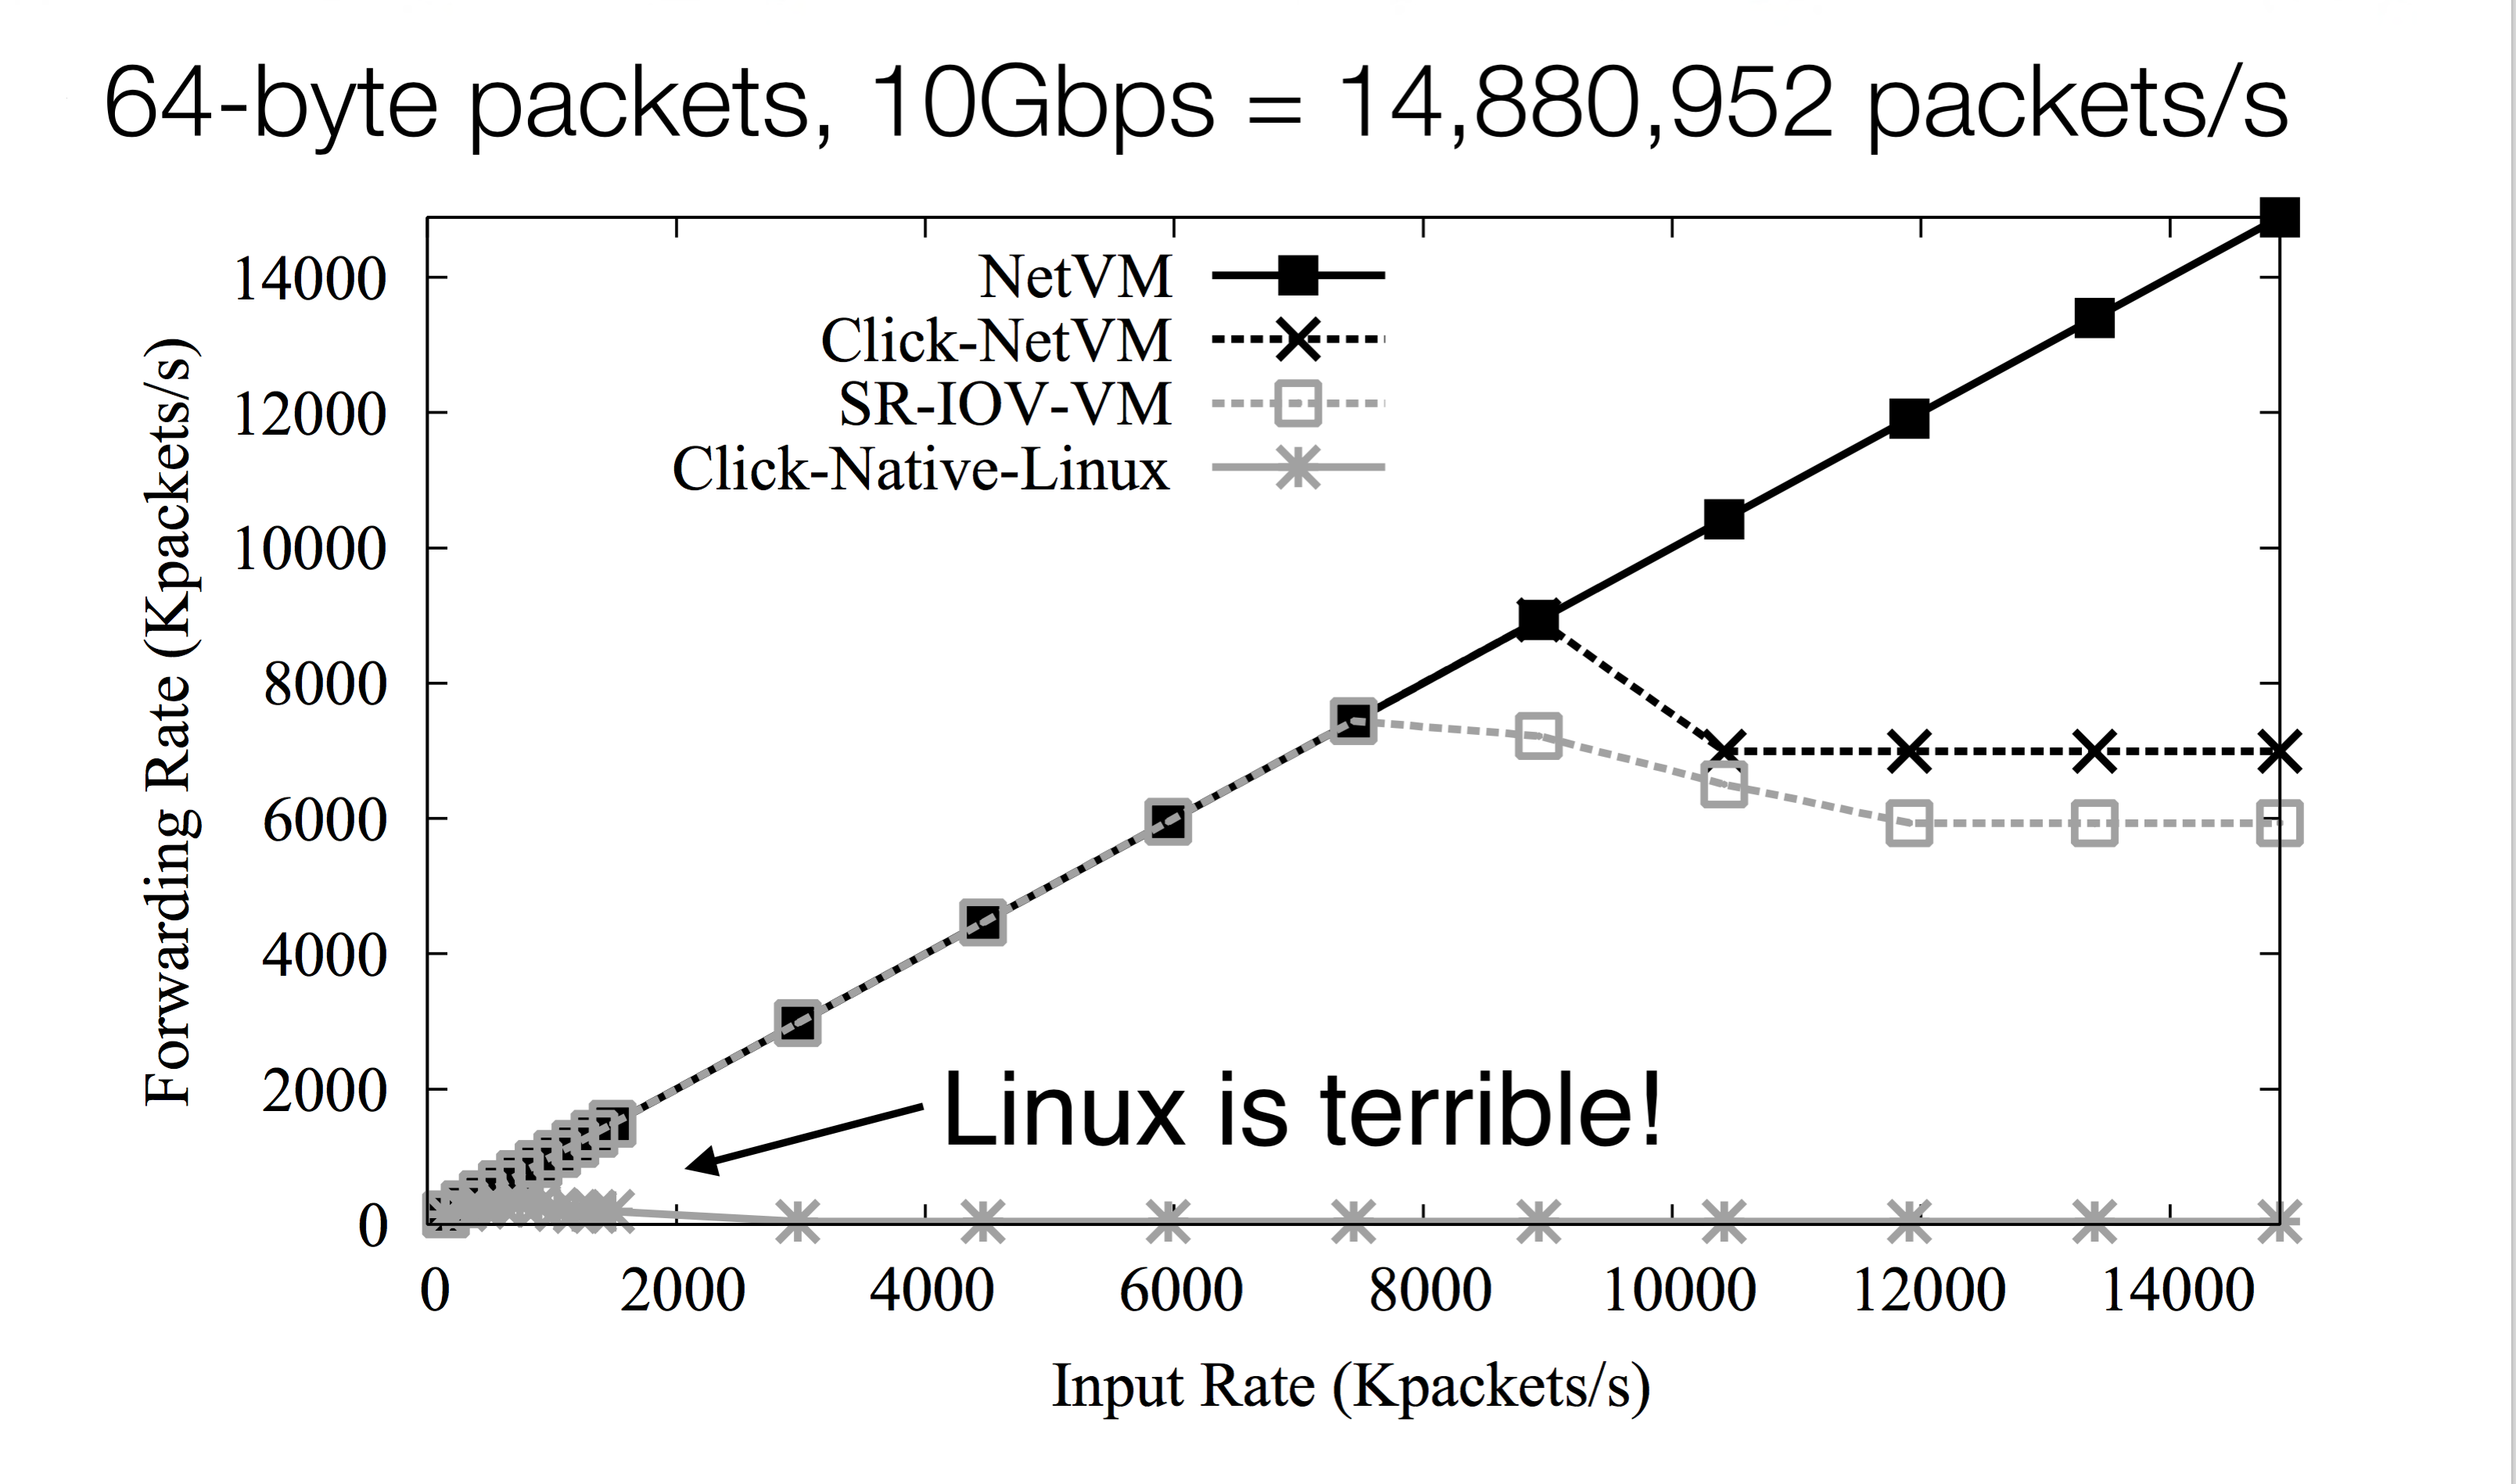 64-byte packets, 10Gbps = 14,880,952 packets/s
NetVM
Click-NetVM
SR-IOV-VM
Click-Native-Linux
Forwarding Rate (Kpackets/s)
14000
12000
10000
8000
6000
4000
2000
0
Linux is terrible!
0 2000 4000 6000 8000 10000 12000 14000
Input Rate (Kpackets/s)